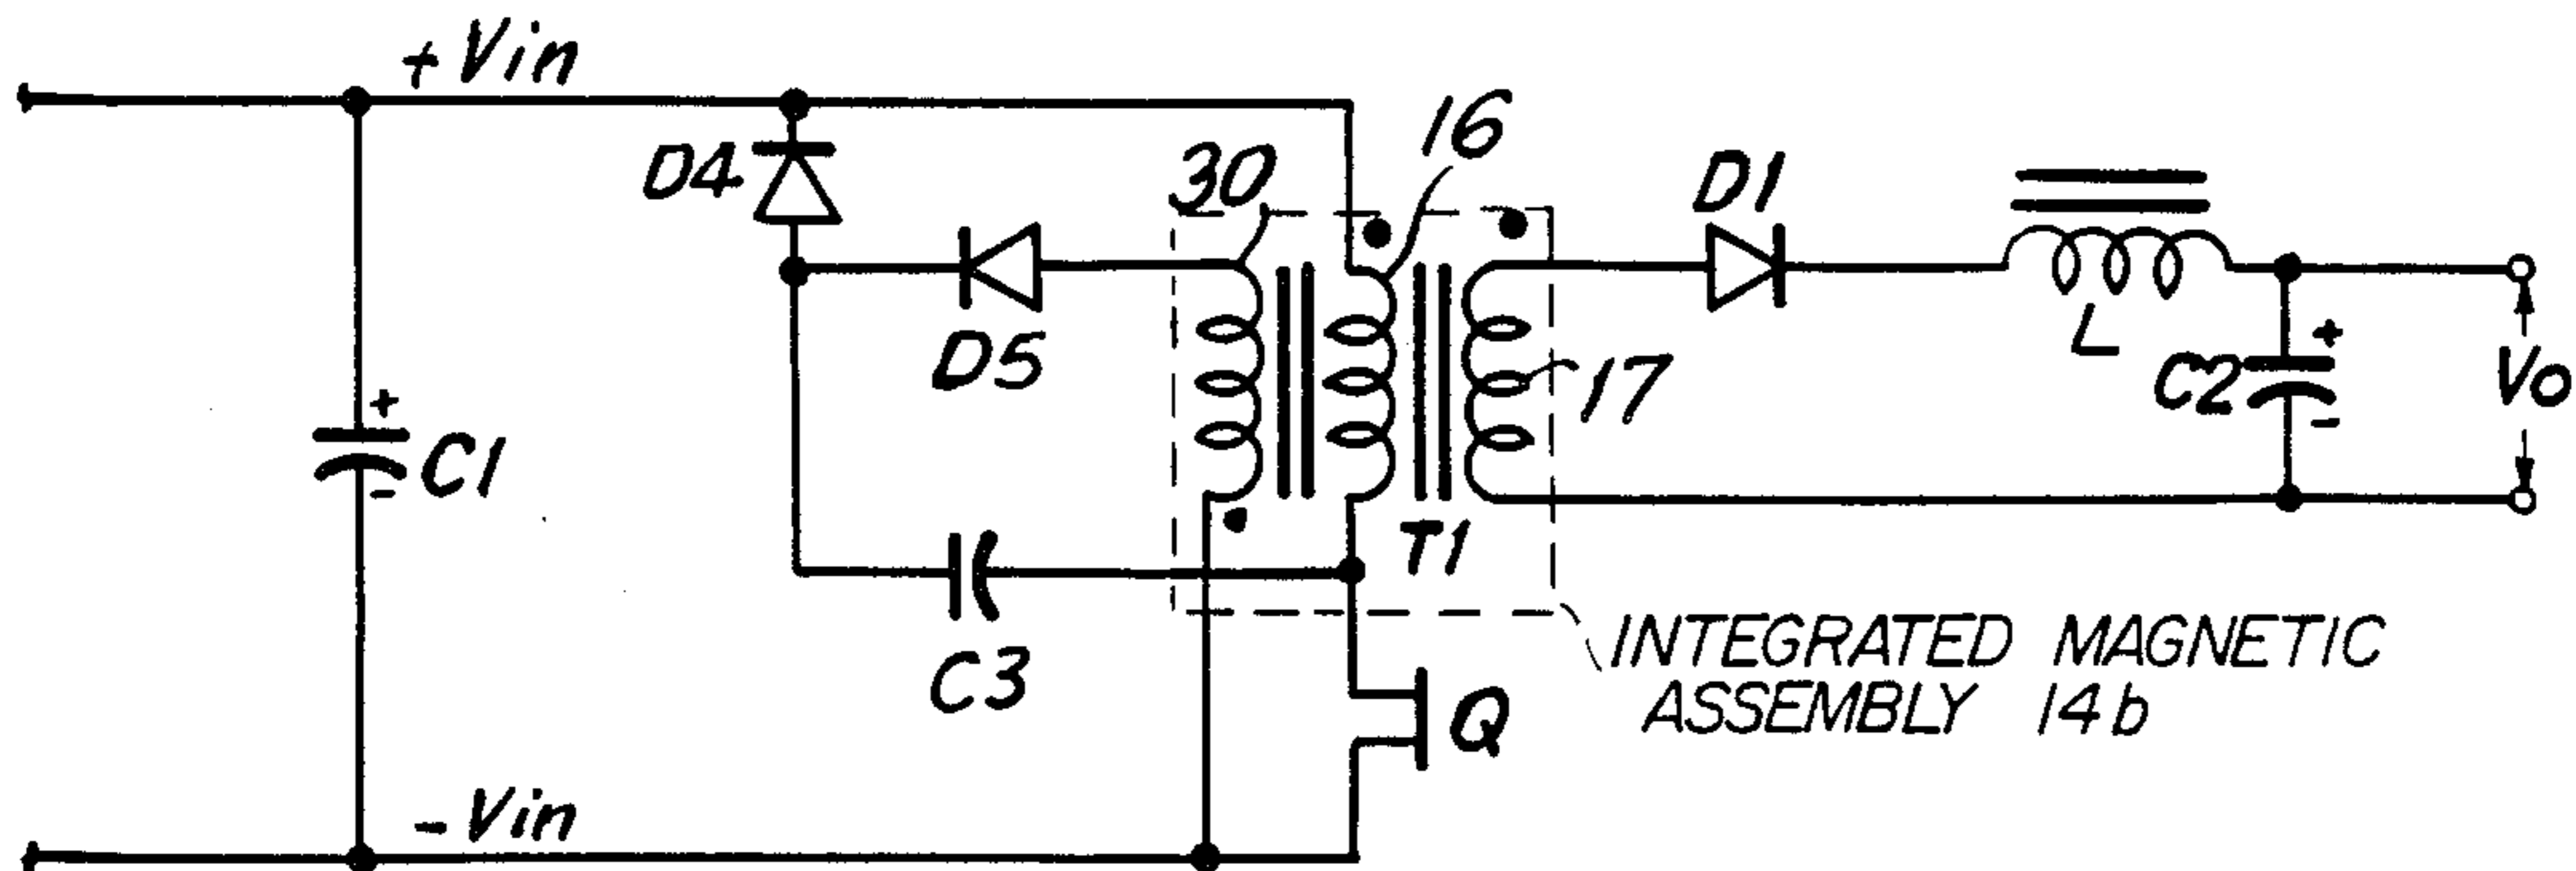 +Vin
16
30
D4
D1
D5
L
+
C2
-
Vo
17
+
C1
-
T1
C3
Q
INTEGRATED MAGNETIC
ASSEMBLY 14b
-Vin